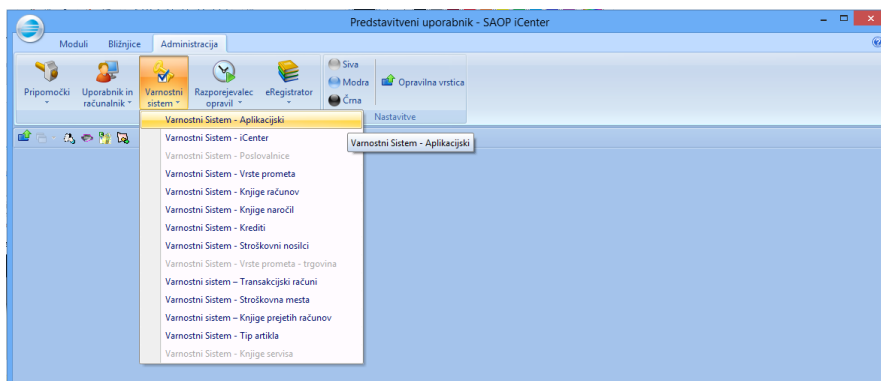 Predstavitveni uporabnik - SAOP iCenter
Moduli Bližnjice Administracija
Pripomočki
Uporabnik in računalnik
Varnostni sistem
Razporejevalec opravil
eRegistrator
Siva
Modra
Črna
Opravilna vrstica
Nastavitve
Varnostni Sistem - Aplikacijski
Varnostni Sistem - iCenter
Varnostni Sistem - Aplikacijski
Varnostni Sistem - Poslovalnice
Varnostni Sistem - Vrste prometa
Varnostni Sistem - Knjige računov
Varnostni Sistem - Knjige naročil
Varnostni Sistem - Krediti
Varnostni Sistem - Stroškovni nosilci
Varnostni Sistem - Vrste prometa - trgovina
Varnostni sistem – Transakcijski računi
Varnostni Sistem - Stroškovna mesta
Varnostni sistem – Knjige prejetih računov
Varnostni Sistem - Tip artikla
Varnostni Sistem - Knjige servisa